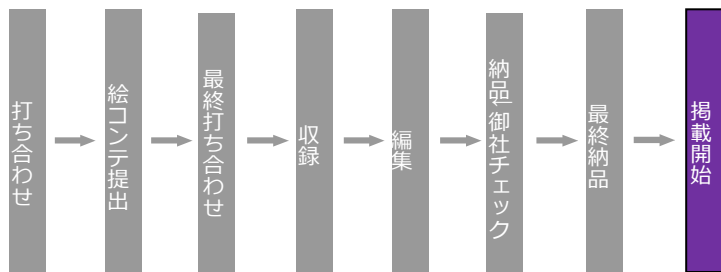 打ち合わせ
絵コンテ提出
最終打ち合わせ
収録
編集
納品⇄御社チェック
最終納品
掲載開始